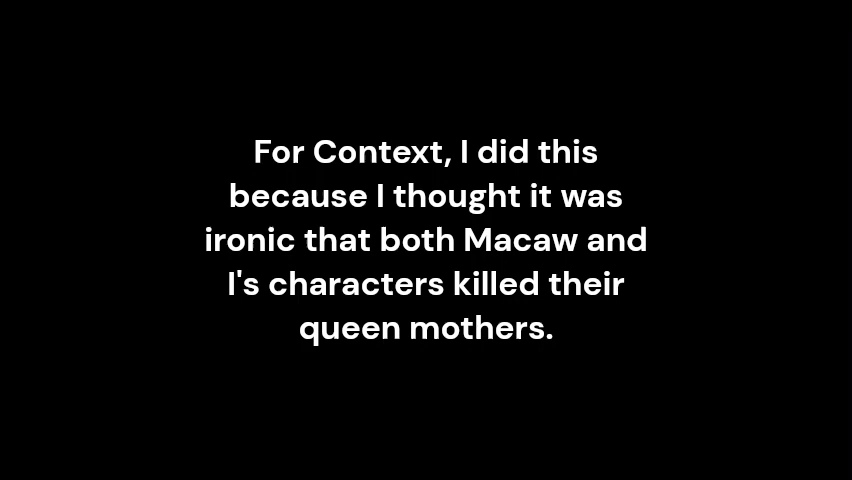 For Context, I did this
because I thought it was
ironic that both Macaw and
I's characters killed their
queen mothers.